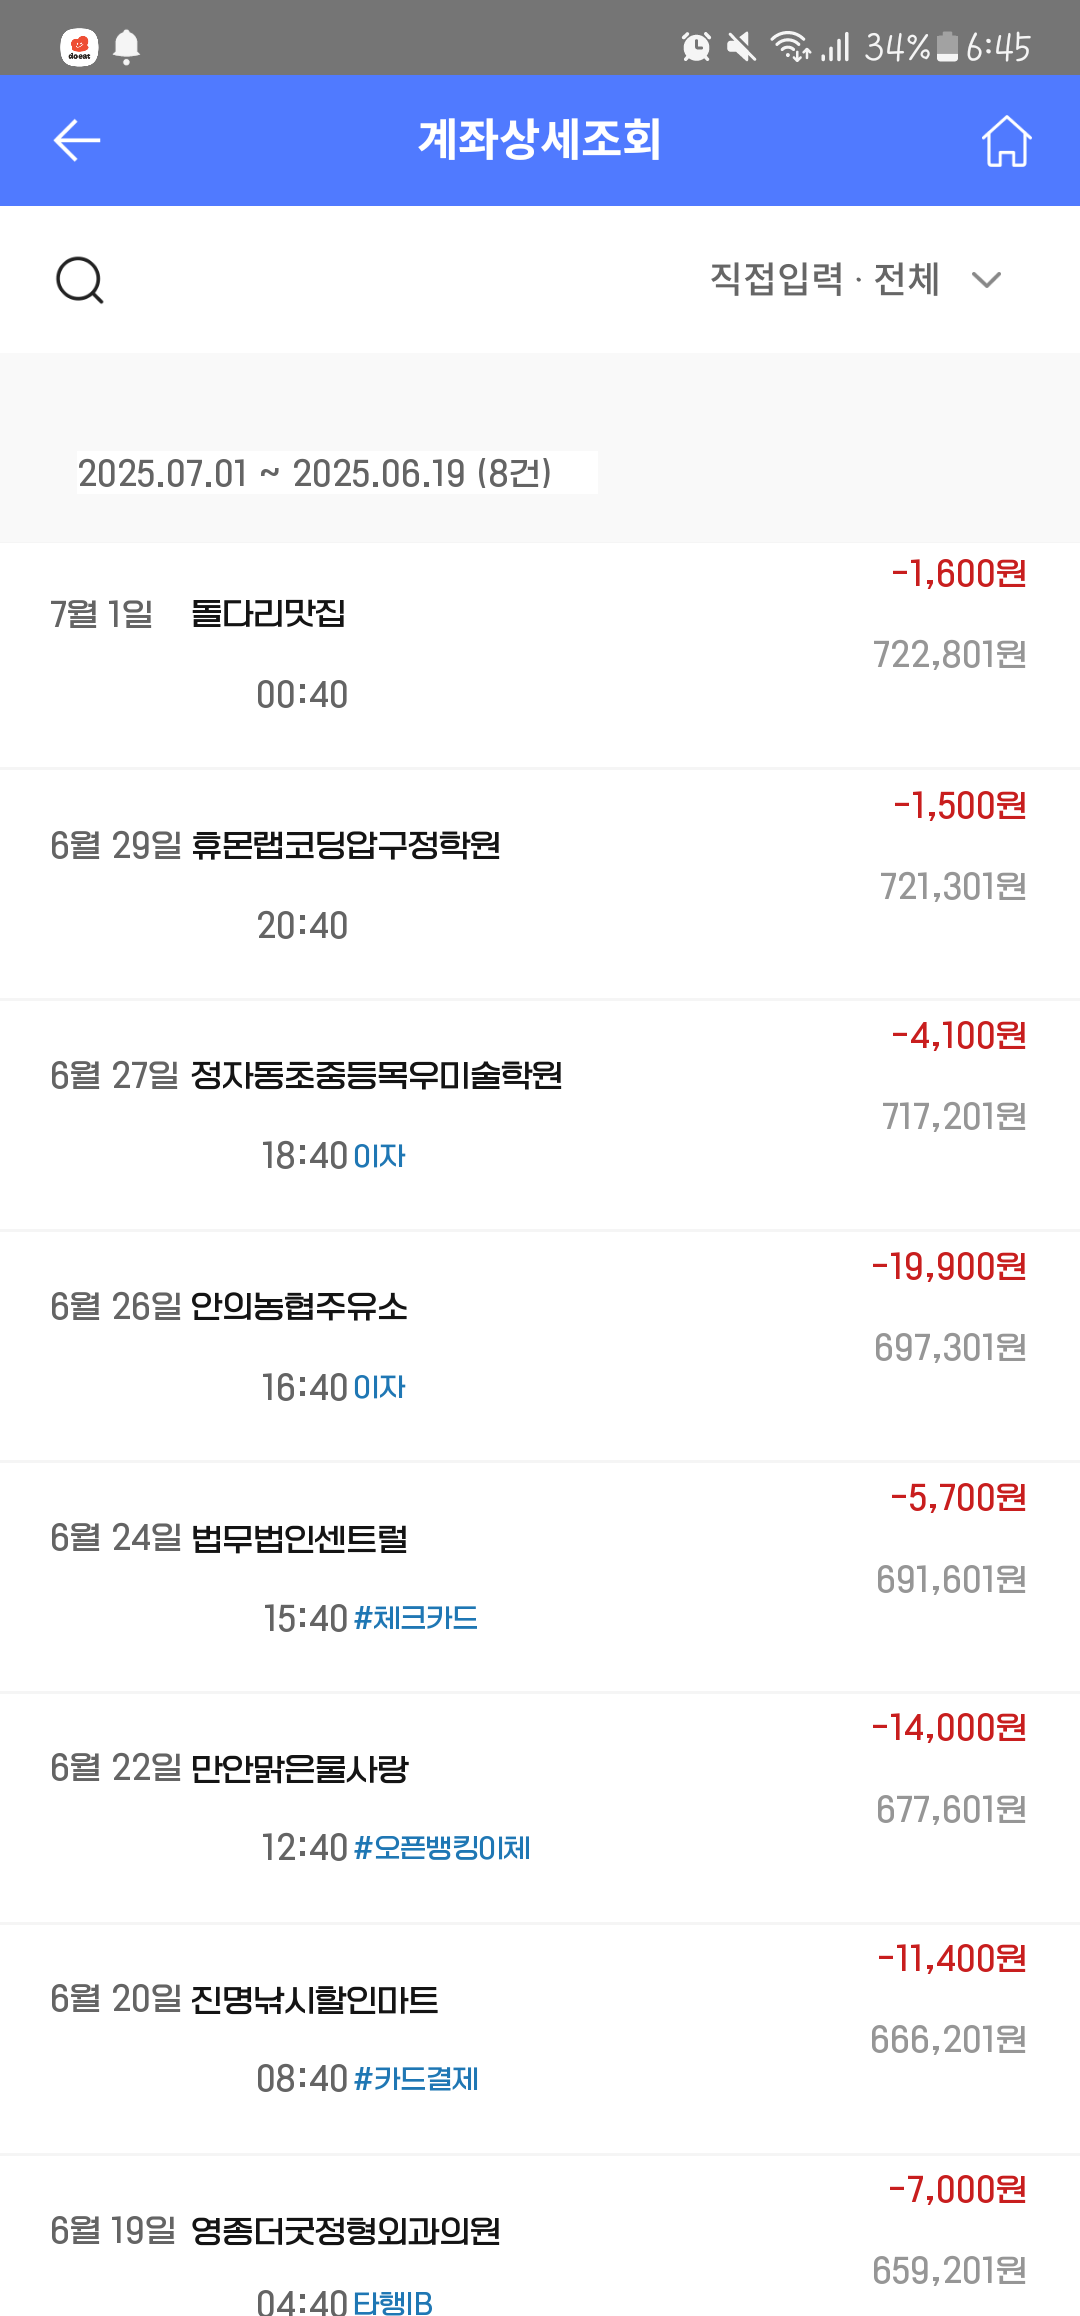 doeat 34% 6:45
계좌상세조회
직접입력 · 전체
2025.07.01 ~ 2025.06.19 (8건)
-1,600원
7월 1일 돌다리맛집
722,801원
00:40
-1,500원
6월 29일 휴몬랩코딩압구정학원
721,301원
20:40
-4,100원
6월 27일 정자동초중등목우미술학원
717,201원
18:40 이자
-19,900원
6월 26일 안의농협주유소
697,301원
16:40 이자
-5,700원
6월 24일 법무법인센트럴
691,601원
15:40 #체크카드
-14,000원
6월 22일 만안맑은물사랑
677,601원
12:40 #오픈뱅킹이체
-11,400원
6월 20일 진명낚시할인마트
666,201원
08:40 #카드결제
-7,000원
6월 19일 영종더굿정형외과의원
659,201원
04:40 타행IB